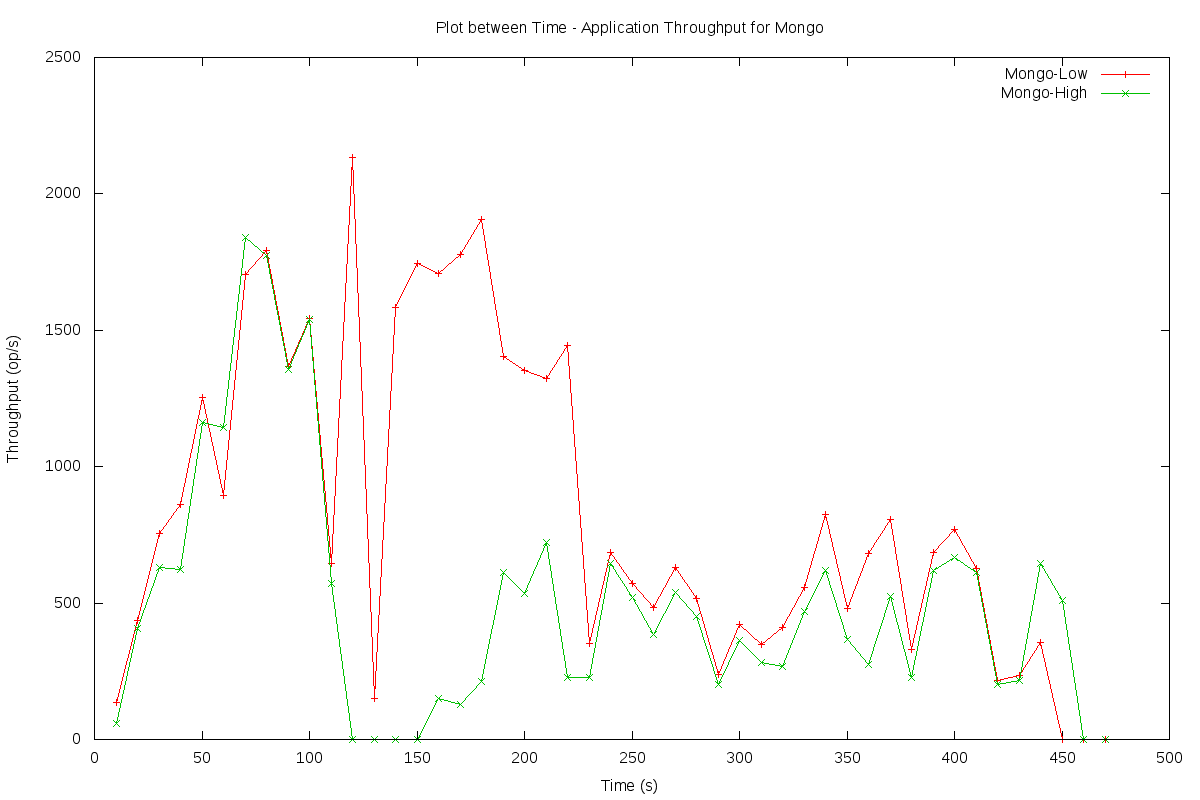 Plot between Time - Application Throughput for Mongo
2500
2000
1500
1000
500
0
Throughput (op/s)
Mongo-Low
Mongo-High
0 50 100 150 200 250 300 350 400 450 500
Time (s)